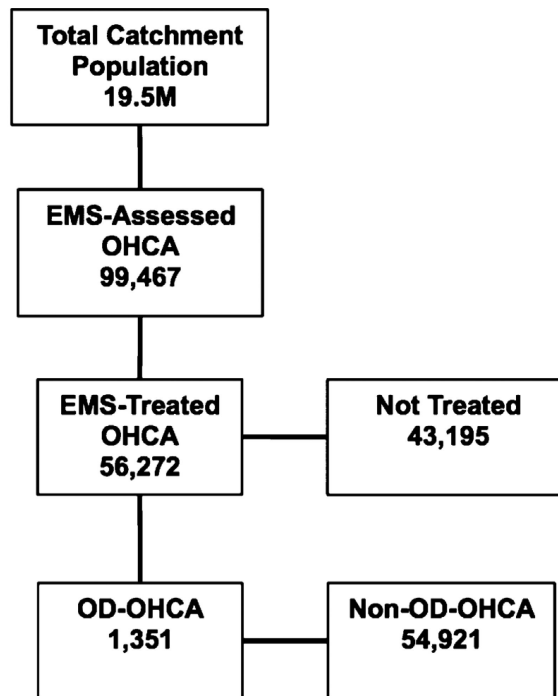 Total Catchment
Population
19.5M
EMS-Assessed
OHCA
99,467
EMS-Treated
OHCA
56,272
Not Treated
43,195
OD-OHCA
1,351
Non-OD-OHCA
54,921